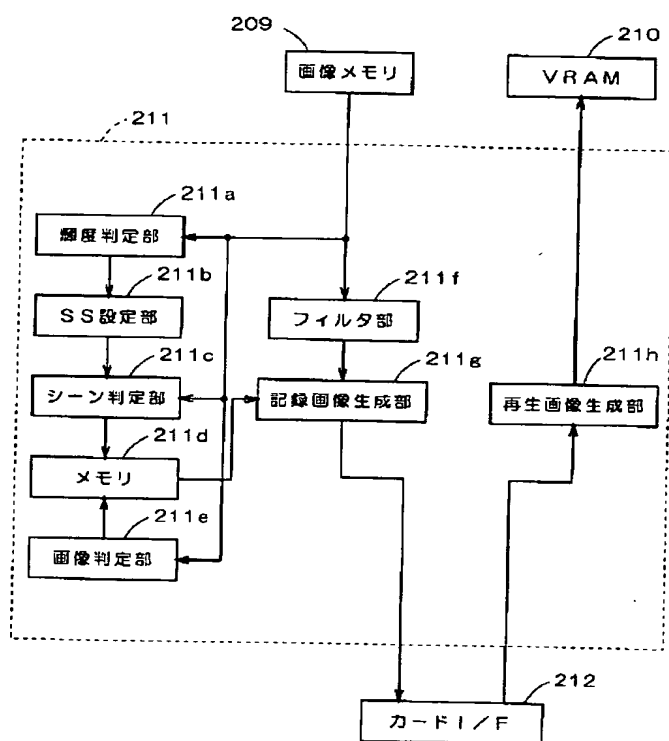 209
画像メモリ
210
VRAM
211
211a
輝度判定部
211b
SS設定部
211c
シーン判定部
211d
メモリ
211e
画像判定部
211f
フィルタ部
211g
記録画像生成部
211h
再生画像生成部
212
カードI/F